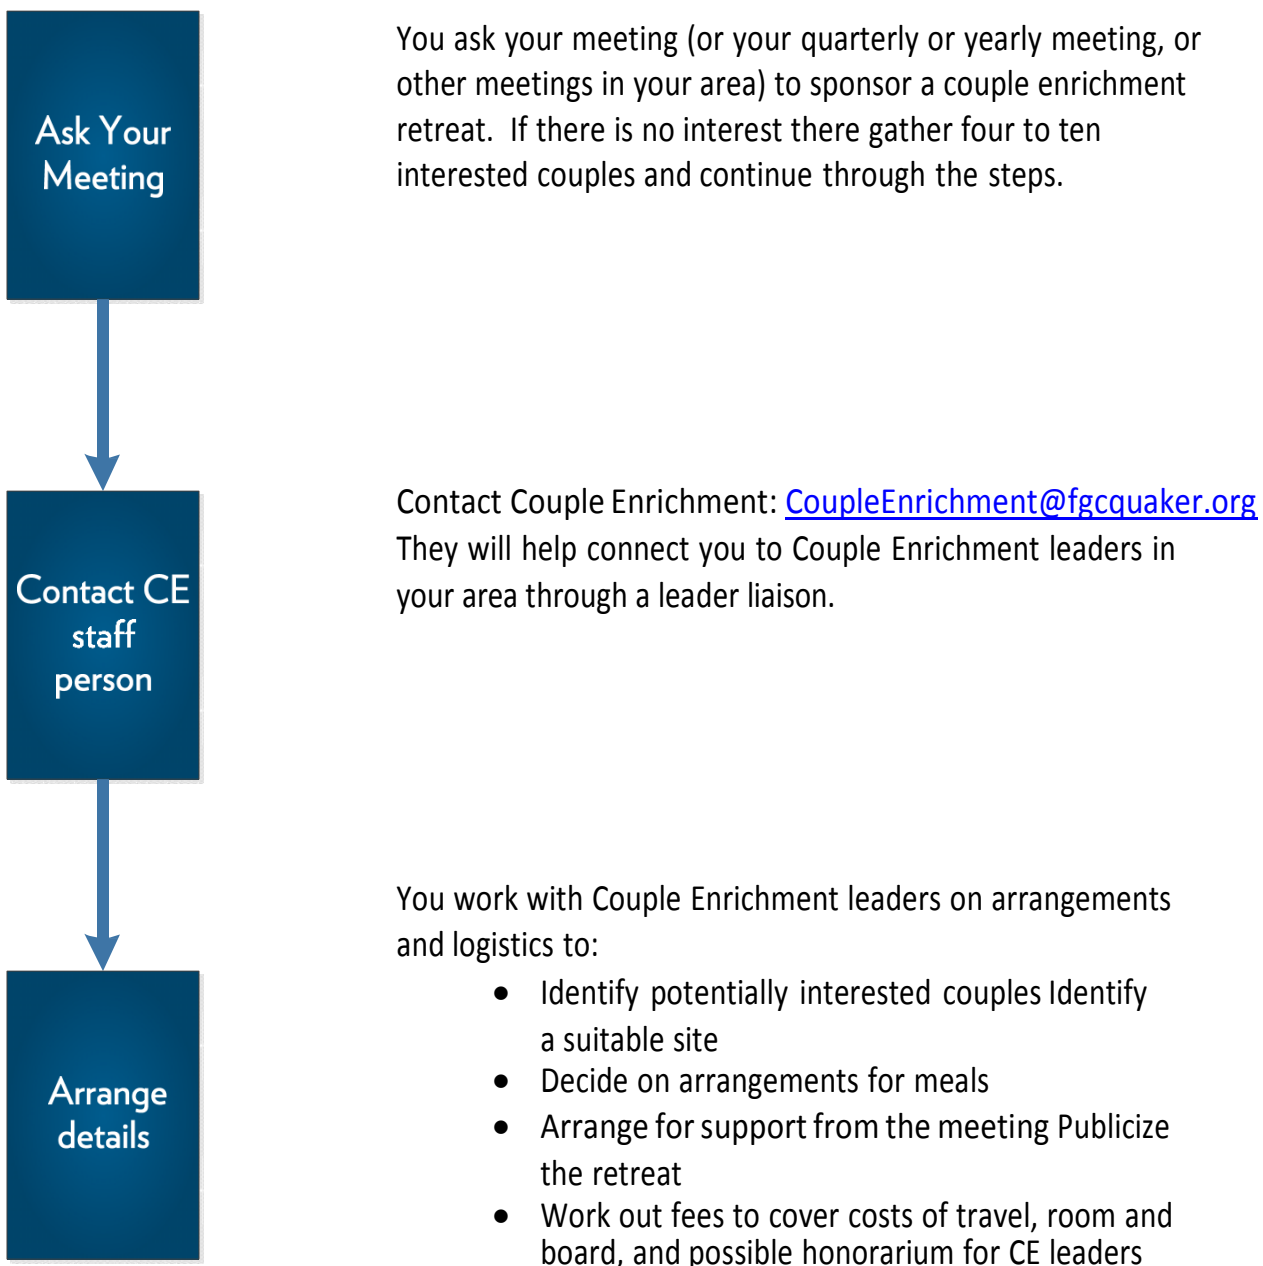 Ask Your
Meeting
You ask your meeting (or your quarterly or yearly meeting, or
other meetings in your area) to sponsor a couple enrichment
retreat. If there is no interest there gather four to ten
interested couples and continue through the steps.
Contact CE
staff
person
Contact Couple Enrichment: CoupleEnrichment@fgcquaker.org
They will help connect you to Couple Enrichment leaders in
your area through a leader liaison.
Arrange
details
You work with Couple Enrichment leaders on arrangements
and logistics to:
• Identify potentially interested couples Identify
a suitable site
• Decide on arrangements for meals
• Arrange for support from the meeting Publicize
the retreat
• Work out fees to cover costs of travel, room and
board, and possible honorarium for CE leaders